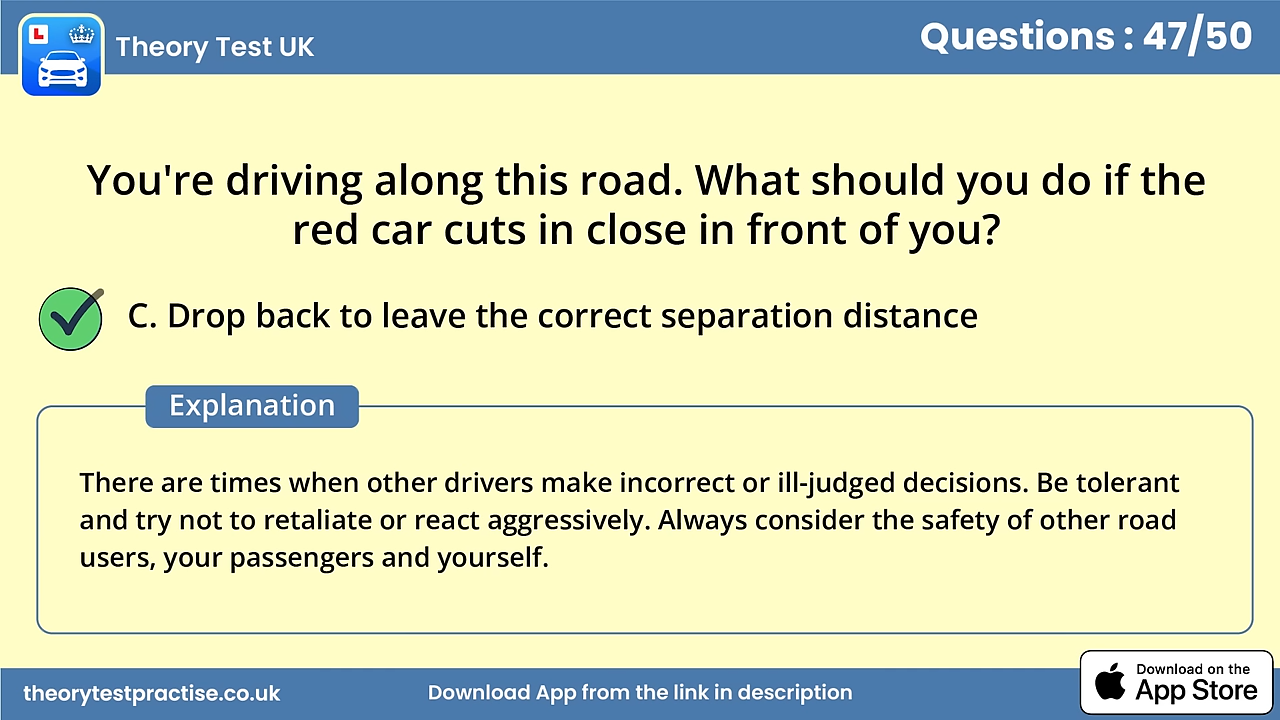 L
Theory Test UK
Questions : 47/50
You're driving along this road. What should you do if the
red car cuts in close in front of you?
C. Drop back to leave the correct separation distance
Explanation
There are times when other drivers make incorrect or ill-judged decisions. Be tolerant
and try not to retaliate or react aggressively. Always consider the safety of other road
users, your passengers and yourself.
theorytestpractise.co.uk
Download App from the link in description
Download on the
App Store